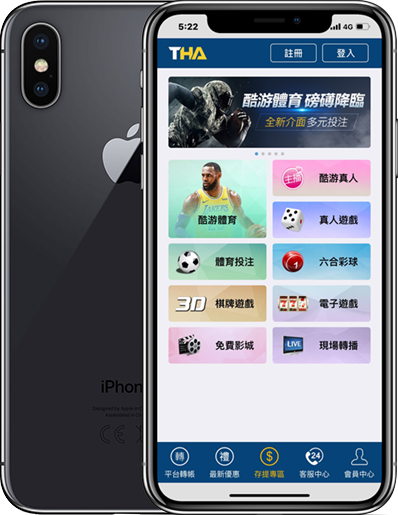 5:22
4G
THA
註冊
登入
酷游體育 磅礡降臨
全新介面多元投注
主播
酷游真人
酷游體育
真人遊戲
體育投注
1
六合彩球
3D
棋牌遊戲
777
電子遊戲
免費影城
LIVE
現場轉播
iPhon
轉
禮
$
24
平台轉帳
最新優惠
存提專區
客服中心
會員中心